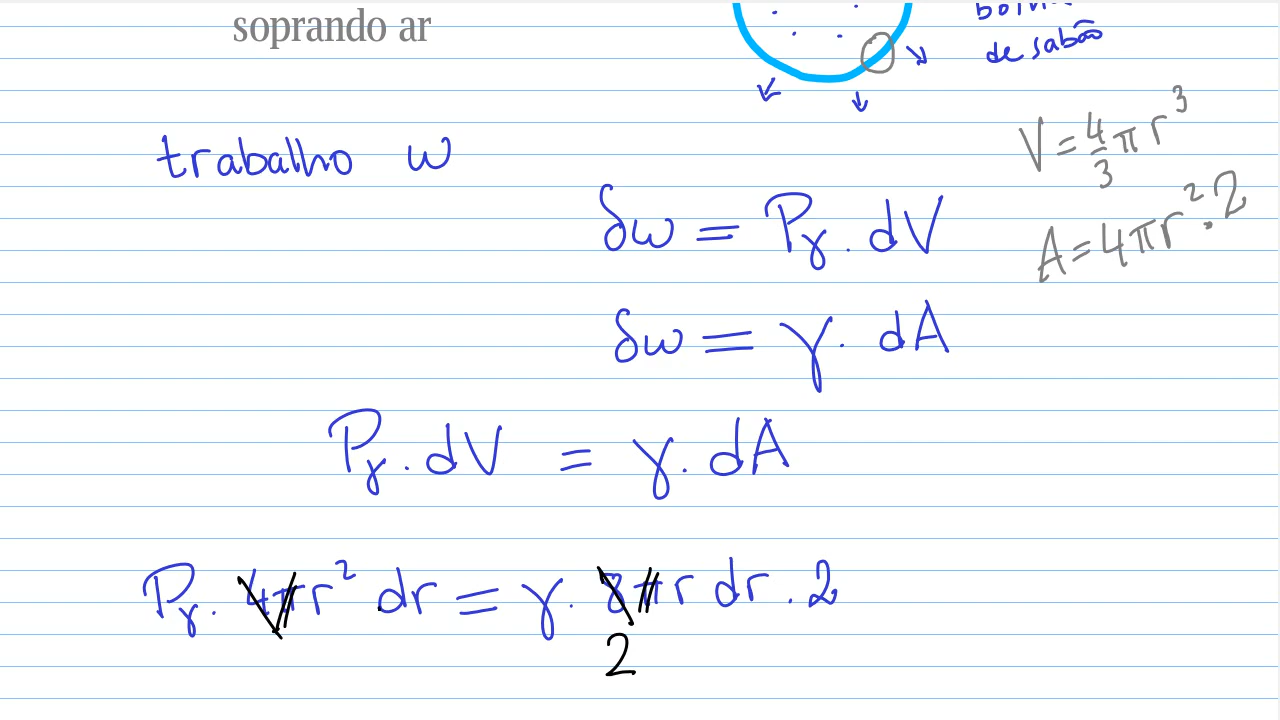 soprando ar
de sabão
V = 4/3 π r³
trabalho w
A = 4πr² . 2
δw = Pγ . dV
δw = γ . dA
Pγ . dV = γ . dA
Pγ . 4π r² dr = γ . 8π r dr . 2
2